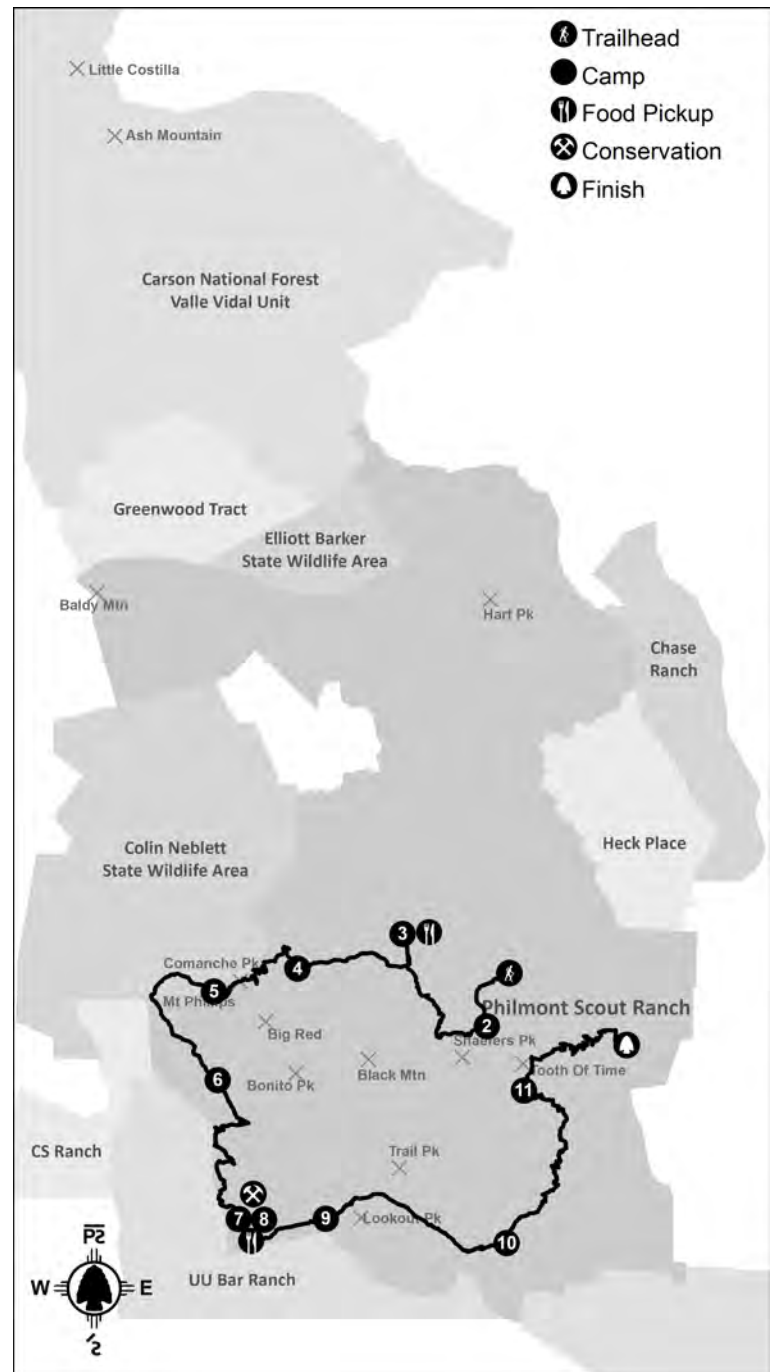 Trailhead
Camp
Food Pickup
Conservation
Finish
Little Costilla
Ash Mountain
Carson National Forest
Valle Vidal Unit
Greenwood Tract
Elliott Barker
State Wildlife Area
Baldy Mtn
Hart Pk
Chase
Ranch
Colin Neblett
State Wildlife Area
Heck Place
3
Comanche Pk
4
5
Mt Phillips
Philmont Scout Ranch
2
Big Red
Shaefers Pk
Black Mtn
Tooth Of Time
6
Bonito Pk
11
CS Ranch
Trail Pk
7
8
9
Lookout Pk
10
UU Bar Ranch
W
E